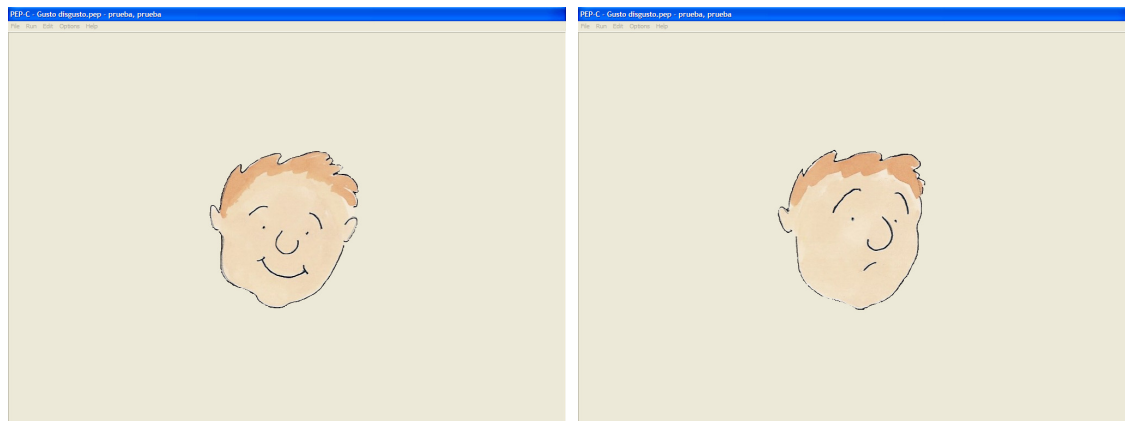 PEP-C - Gusto disgusto.pep - prueba, prueba
File Run Edit Options Help
PEP-C - Gusto disgusto.pep - prueba, prueba
File Run Edit Options Help